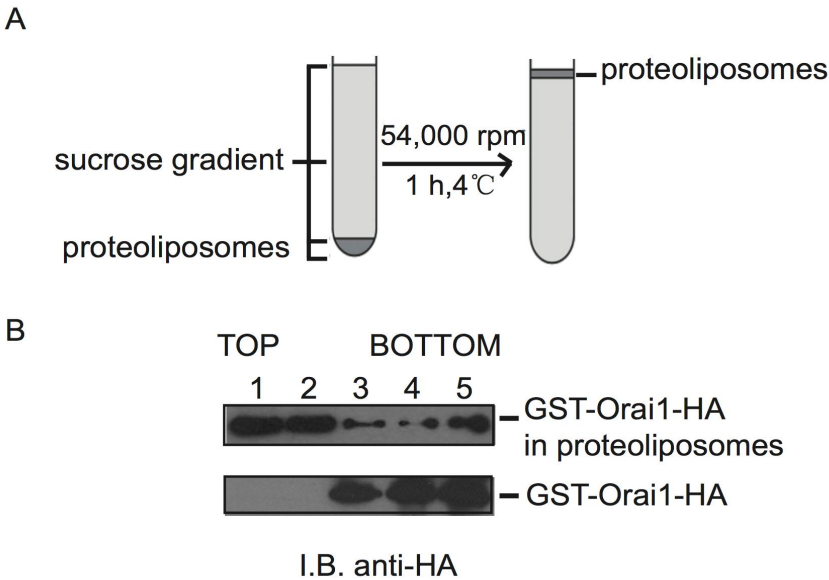 A
sucrose gradient
proteoliposomes
54,000 rpm
1 h,4℃
proteoliposomes
B
TOP BOTTOM
1 2 3 4 5
GST-Orai1-HA
in proteoliposomes
GST-Orai1-HA
I.B. anti-HA